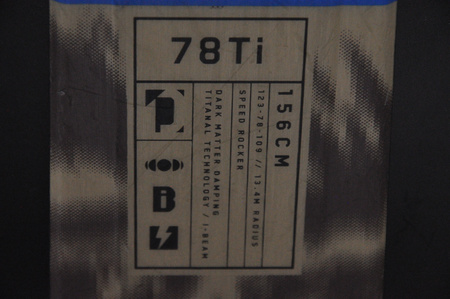 78Ti
156CM
123-78-109 // 13.4M RADIUS
SPEED ROCKER
DARK MATTER DAMPING
TITANAL TECHNOLOGY / I-BEAM